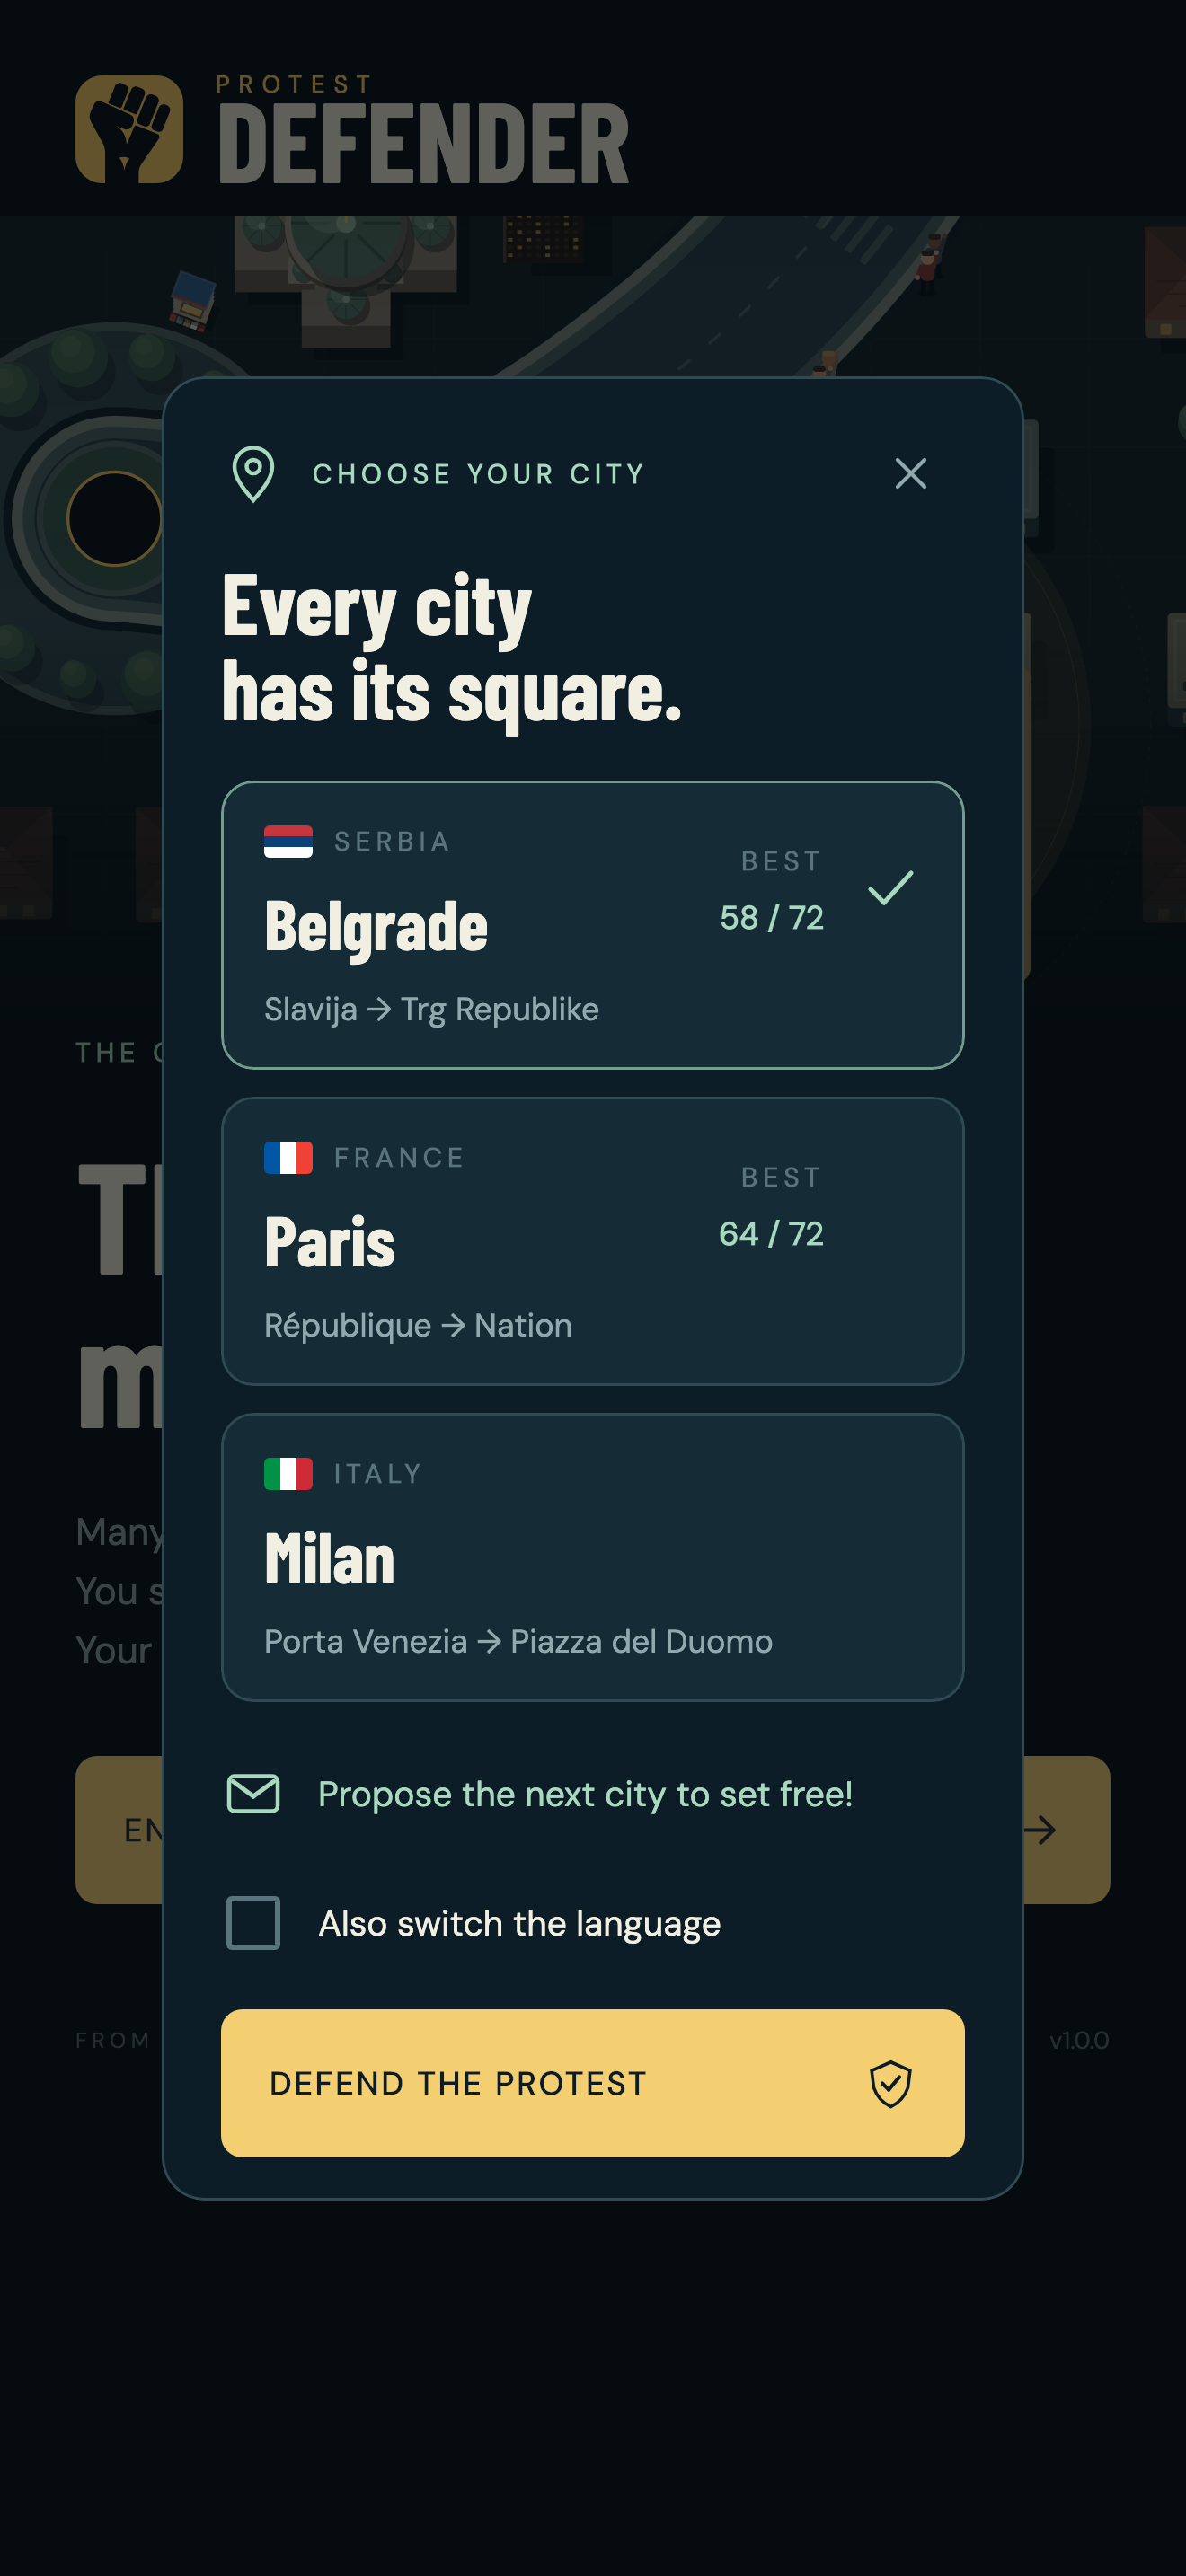 PROTEST
DEFENDER
CHOOSE YOUR CITY
Every city
has its square.
SERBIA
BEST
58 / 72
Belgrade
Slavija → Trg Republike
FRANCE
BEST
64 / 72
Paris
République → Nation
ITALY
Milan
Porta Venezia → Piazza del Duomo
THE
Many
You
Your
Propose the next city to set free!
Also switch the language
FROM
v1.0.0
DEFEND THE PROTEST